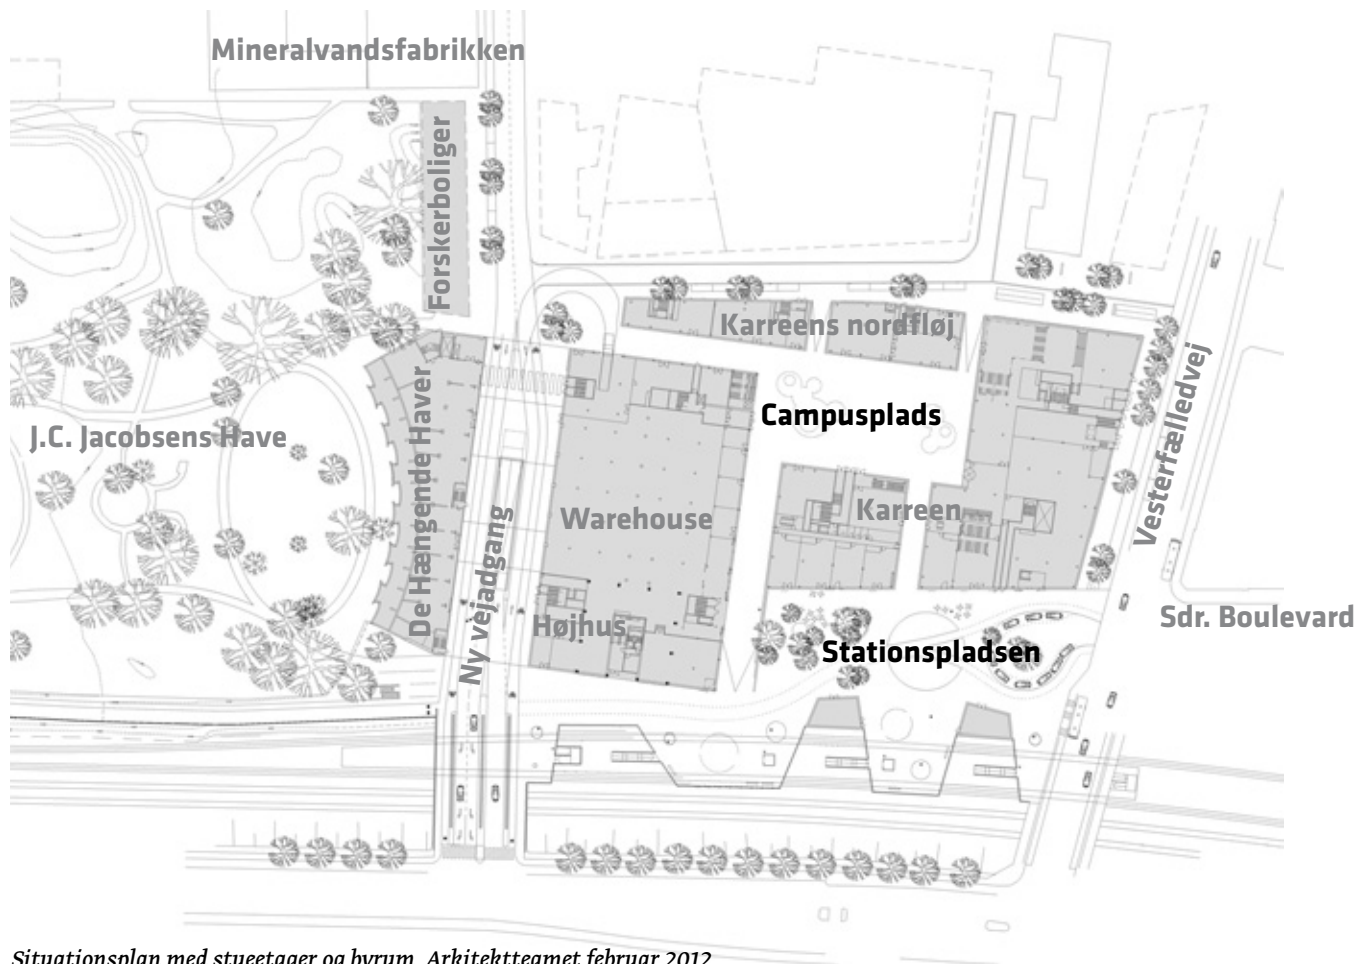 Mineralvandsfabrikken
Forskerboliger
Karreens nordfløj
Campusplads
Vesterfælledvej
J.C. Jacobsens Have
De Hængende Haver
Ny vejadgang
Warehouse
Karreen
Højhus
Sdr. Boulevard
Stationspladsen
Situationsplan med stueetager og byrum. Arkitektteamet februar 2012